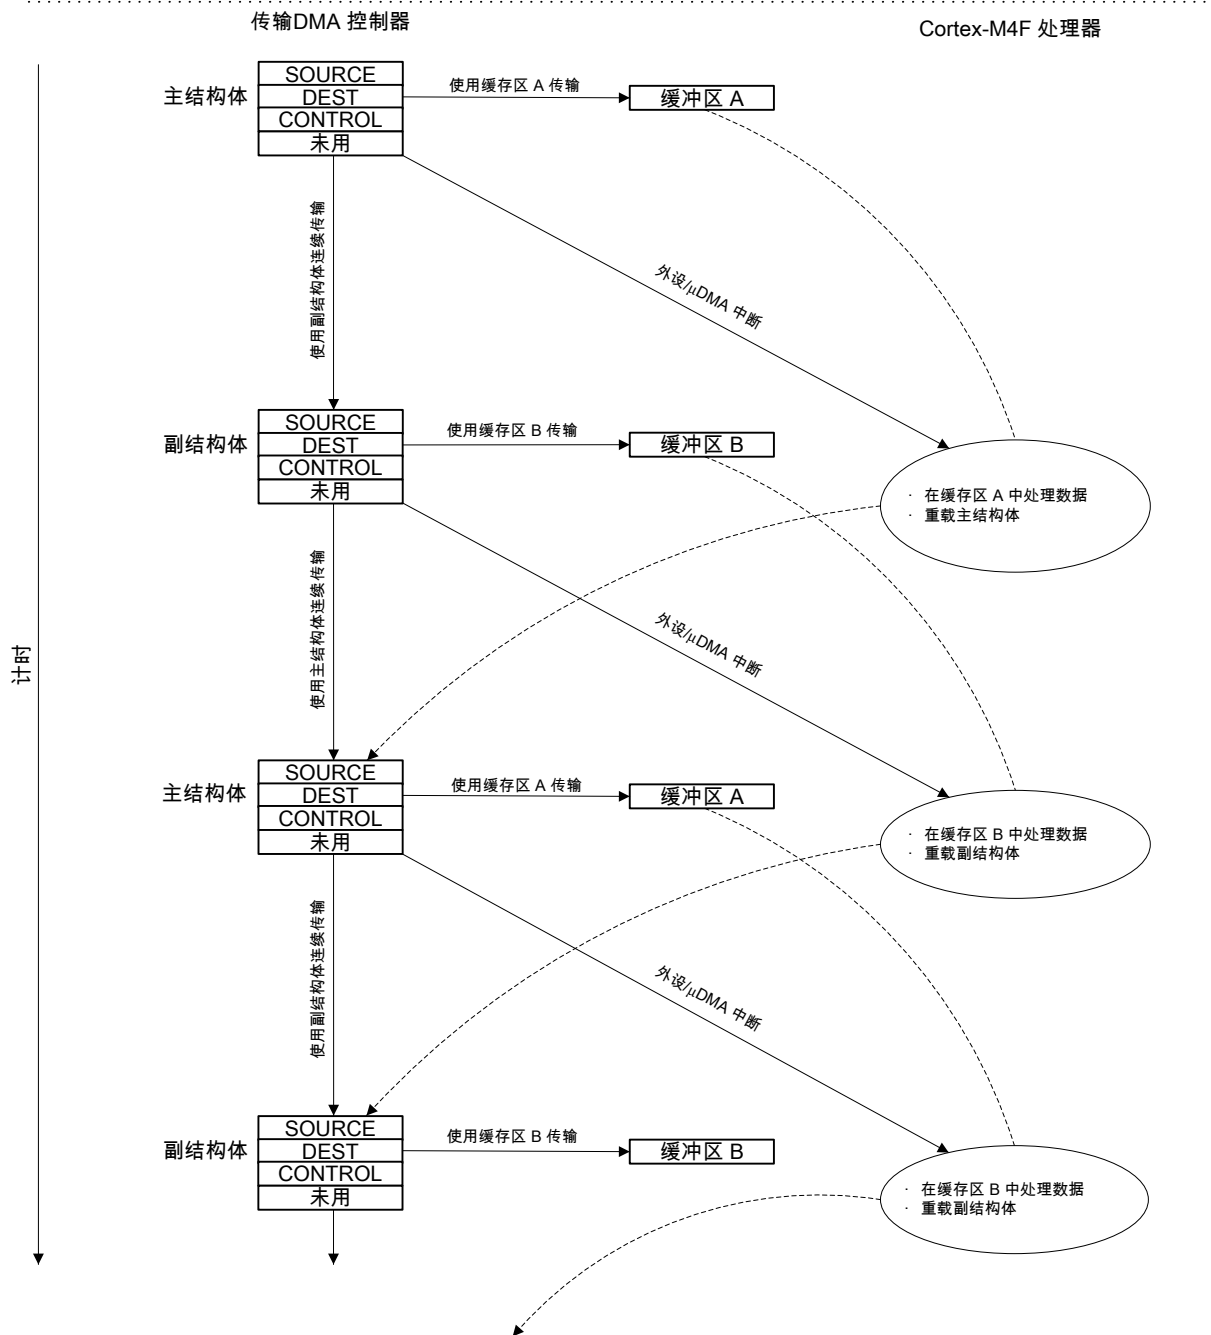 传输DMA 控制器
Cortex-M4F 处理器
计时
主结构体
SOURCE
DEST
CONTROL
未用
使用缓存区 A 传输
缓冲区 A
使用副结构体连续传输
外设/μDMA 中断
副结构体
SOURCE
DEST
CONTROL
未用
使用缓存区 B 传输
缓冲区 B
· 在缓存区 A 中处理数据
· 重载主结构体
使用主结构体连续传输
外设/μDMA 中断
主结构体
SOURCE
DEST
CONTROL
未用
使用缓存区 A 传输
缓冲区 A
· 在缓存区 B 中处理数据
· 重载副结构体
使用副结构体连续传输
外设/μDMA 中断
副结构体
SOURCE
DEST
CONTROL
未用
使用缓存区 B 传输
缓冲区 B
· 在缓存区 B 中处理数据
· 重载副结构体